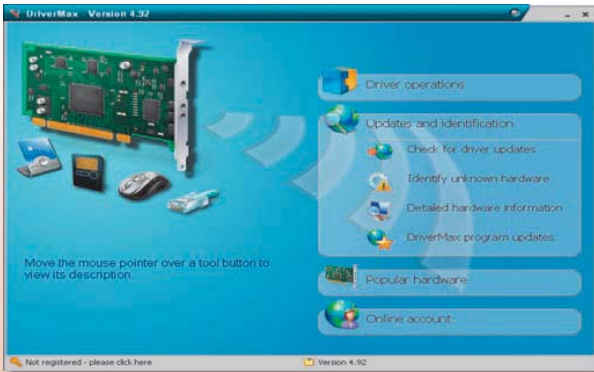 DriverMax Version 4.92
Driver operations
Updates and identification
Check for driver updates
Identify unknown hardware
Detailed hardware information
DriverMax program updates
Move the mouse pointer over a tool button to
view its description.
Popular hardware
Online account
Not registered - please click here
Version 4.92